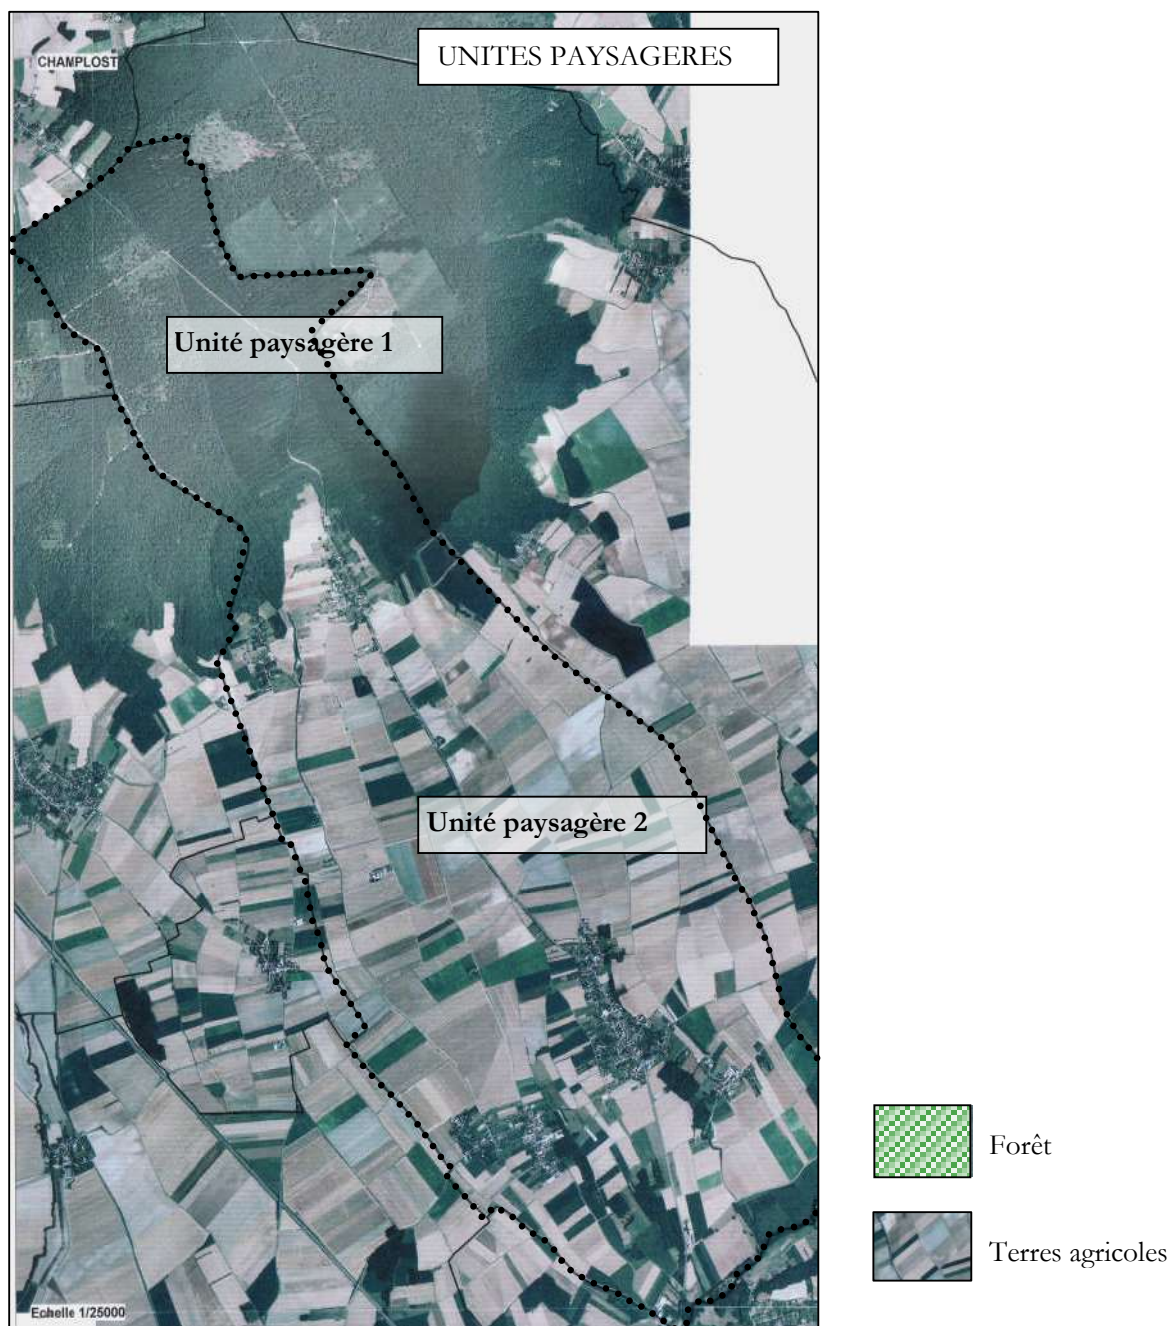 UNITES PAYSAGERES
CHAMPLOST
Unité paysagère 1
Unité paysagère 2
Forêt
Terres agricoles
Echelle 1/25000